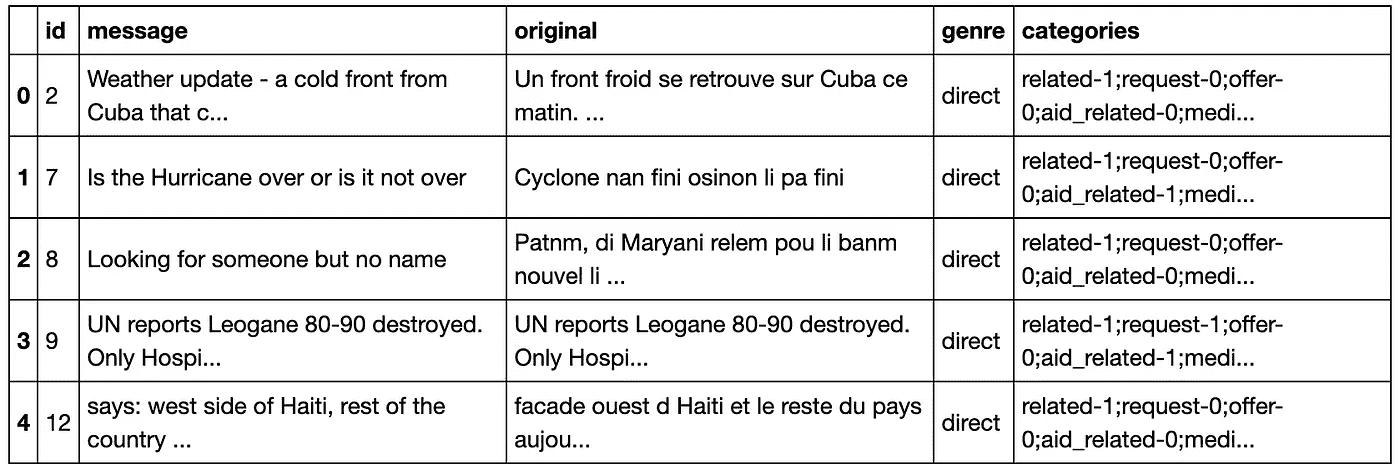 id message original genre categories
0 2 Weather update - a cold front from Un front froid se retrouve sur Cuba ce direct related-1;request-0;offer-
Cuba that c... matin. ... 0;aid_related-0;medi...
1 7 Is the Hurricane over or is it not over Cyclone nan fini osinon li pa fini direct related-1;request-0;offer-
0;aid_related-1;medi...
2 8 Looking for someone but no name Patnm, di Maryani relem pou li banm direct related-1;request-0;offer-
nouvel li ... 0;aid_related-0;medi...
3 9 UN reports Leogane 80-90 destroyed. UN reports Leogane 80-90 destroyed. direct related-1;request-1;offer-
Only Hospi... Only Hospi... 0;aid_related-1;medi...
4 12 says: west side of Haiti, rest of the facade ouest d Haiti et le reste du pays direct related-1;request-0;offer-
country ... aujou... 0;aid_related-0;medi...